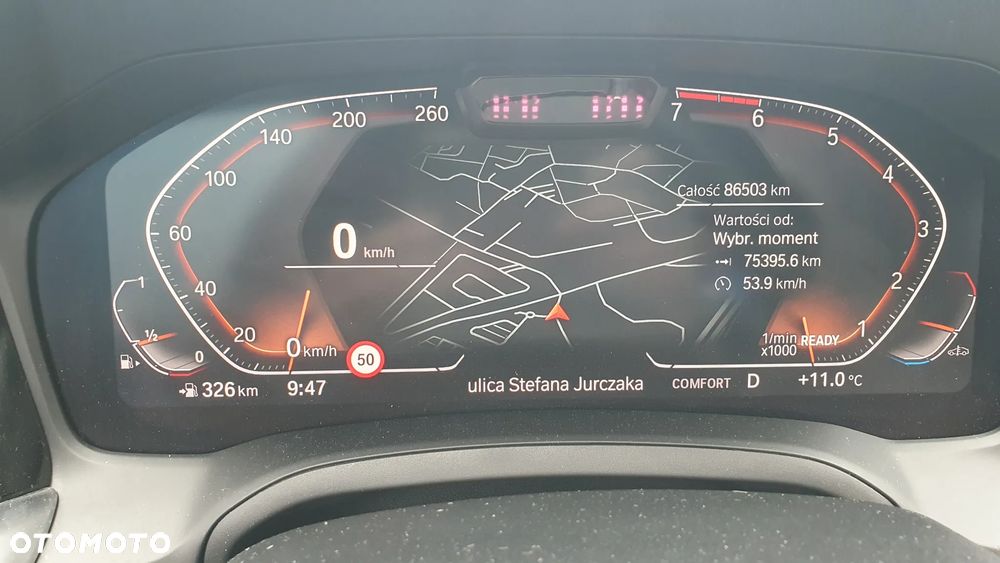 140 200 260
7 6 5 4 3 2 1
100
60
40
20
0 km/h
0 km/h
Całość 86503 km
Wartości od:
Wybr. moment
75395.6 km
53.9 km/h
1
1/2
0
1/min
x1000
READY
50
326 km
9:47
ulica Stefana Jurczaka
COMFORT D
+11.0 °C
OTOMOTO